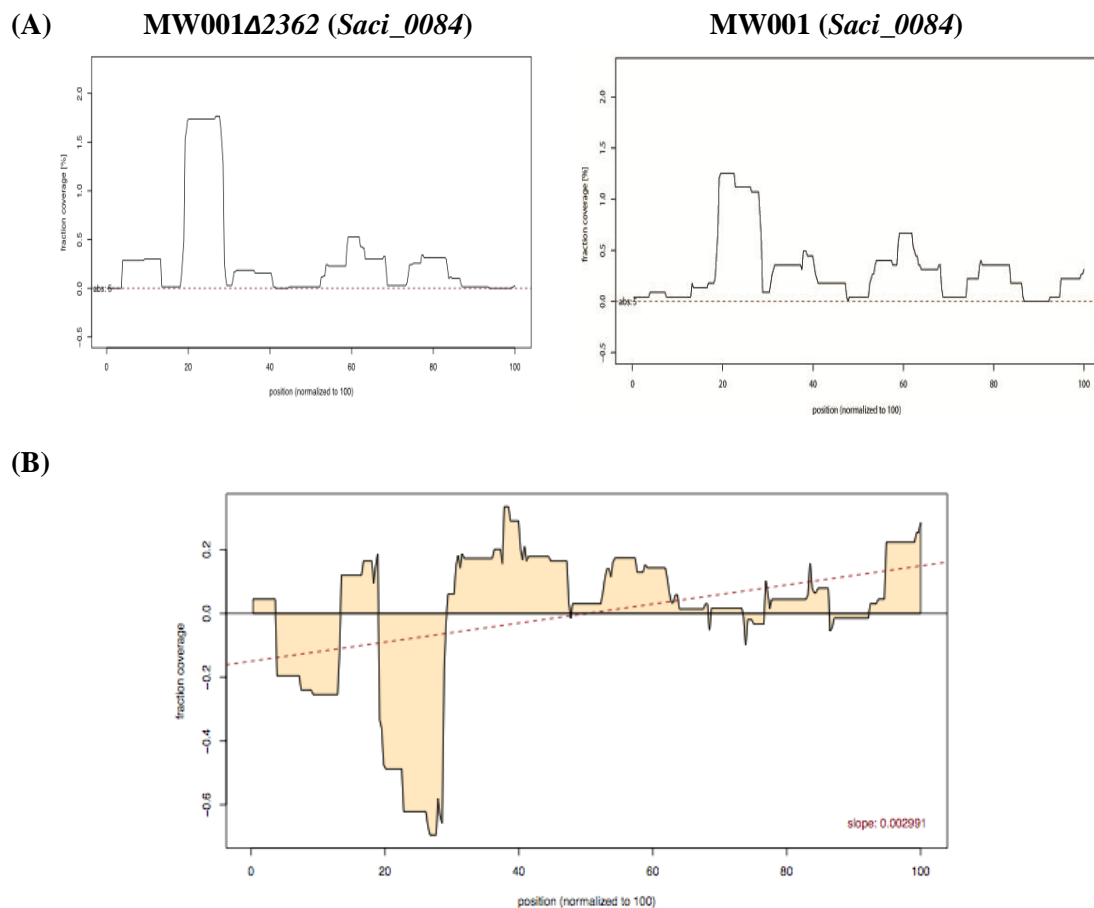 (A) MW001Δ2362 (Saci_0084) MW001 (Saci_0084)
fraction coverage [%]
2.0
1.5
1.0
0.5
0.0
-0.5
0 20 40 60 80 100
position (normalized to 100)
fraction coverage [%]
2.0
1.5
1.0
0.5
0.0
-0.5
0 20 40 60 80 100
position (normalized to 100)
(B)
fraction coverage
0.2
0.0
-0.2
-0.4
-0.6
slope: 0.002991
0 20 40 60 80 100
position (normalized to 100)